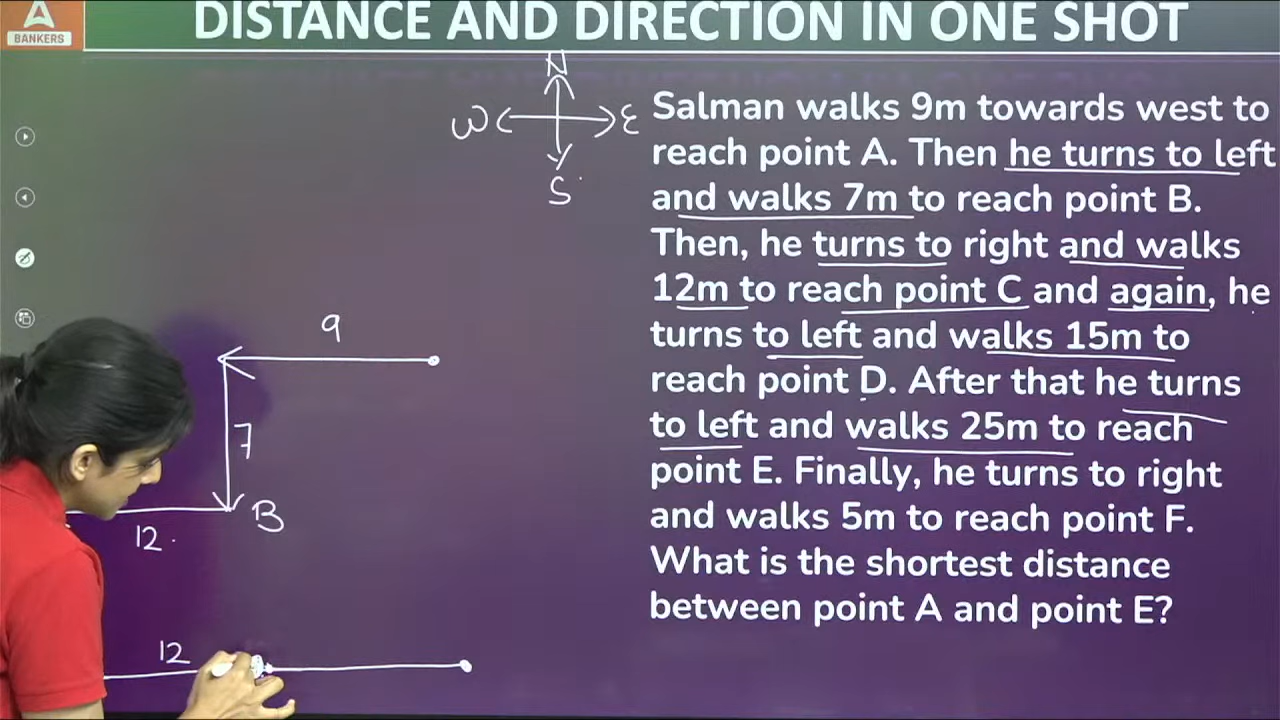 DISTANCE AND DIRECTION IN ONE SHOT
A
BANKERS
N
W
E
S
Salman walks 9m towards west to
reach point A. Then he turns to left
and walks 7m to reach point B.
Then, he turns to right and walks
12m to reach point C and again, he
turns to left and walks 15m to
reach point D. After that he turns
to left and walks 25m to reach
point E. Finally, he turns to right
and walks 5m to reach point F.
What is the shortest distance
between point A and point E?
9
7
B
12
12